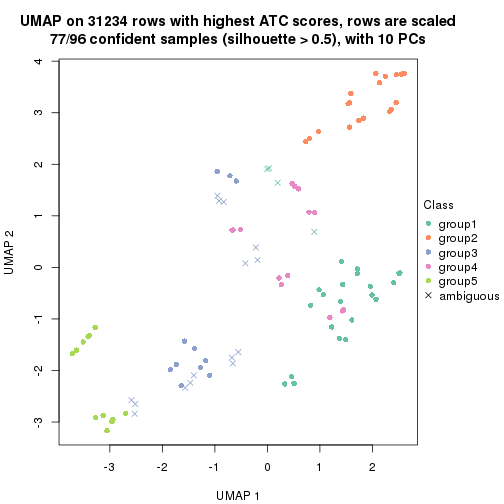 UMAP on 31234 rows with highest ATC scores, rows are scaled
77/96 confident samples (silhouette > 0.5), with 10 PCs
4
3
2
1
0
-1
-2
-3
UMAP 2
-3 -2 -1 0 1 2
UMAP 1
Class
group1
group2
group3
group4
group5
ambiguous